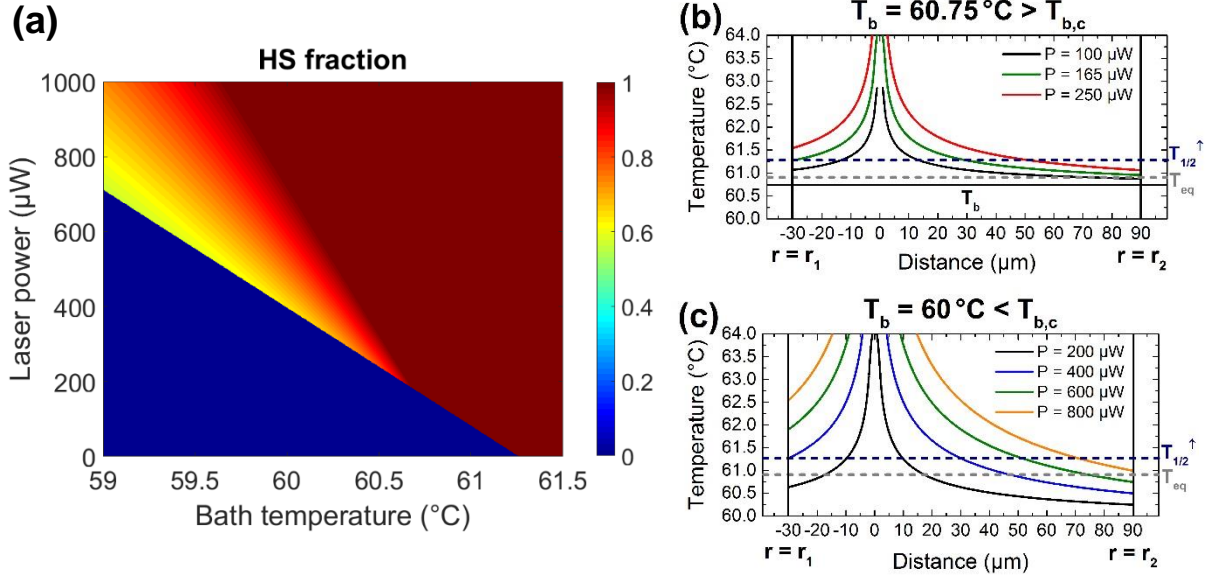 (a)
HS fraction
1000
800
600
400
200
0
Laser power (µW)
59 59.5 60 60.5 61 61.5
Bath temperature (°C)
1
0.8
0.6
0.4
0.2
0
(b)
T_b = 60.75 °C > T_b,c
64.0
63.5
63.0
62.5
62.0
61.5
61.0
60.5
60.0
Temperature (°C)
P = 100 µW
P = 165 µW
P = 250 µW
T_1/2↑
T_eq
T_b
-30 -20 -10 0 10 20 30 40 50 60 70 80 90
r = r_1 Distance (µm) r = r_2
(c)
T_b = 60 °C < T_b,c
64.0
63.5
63.0
62.5
62.0
61.5
61.0
60.5
60.0
Temperature (°C)
P = 200 µW
P = 400 µW
P = 600 µW
P = 800 µW
T_1/2↑
T_eq
-30 -20 -10 0 10 20 30 40 50 60 70 80 90
r = r_1 Distance (µm) r = r_2